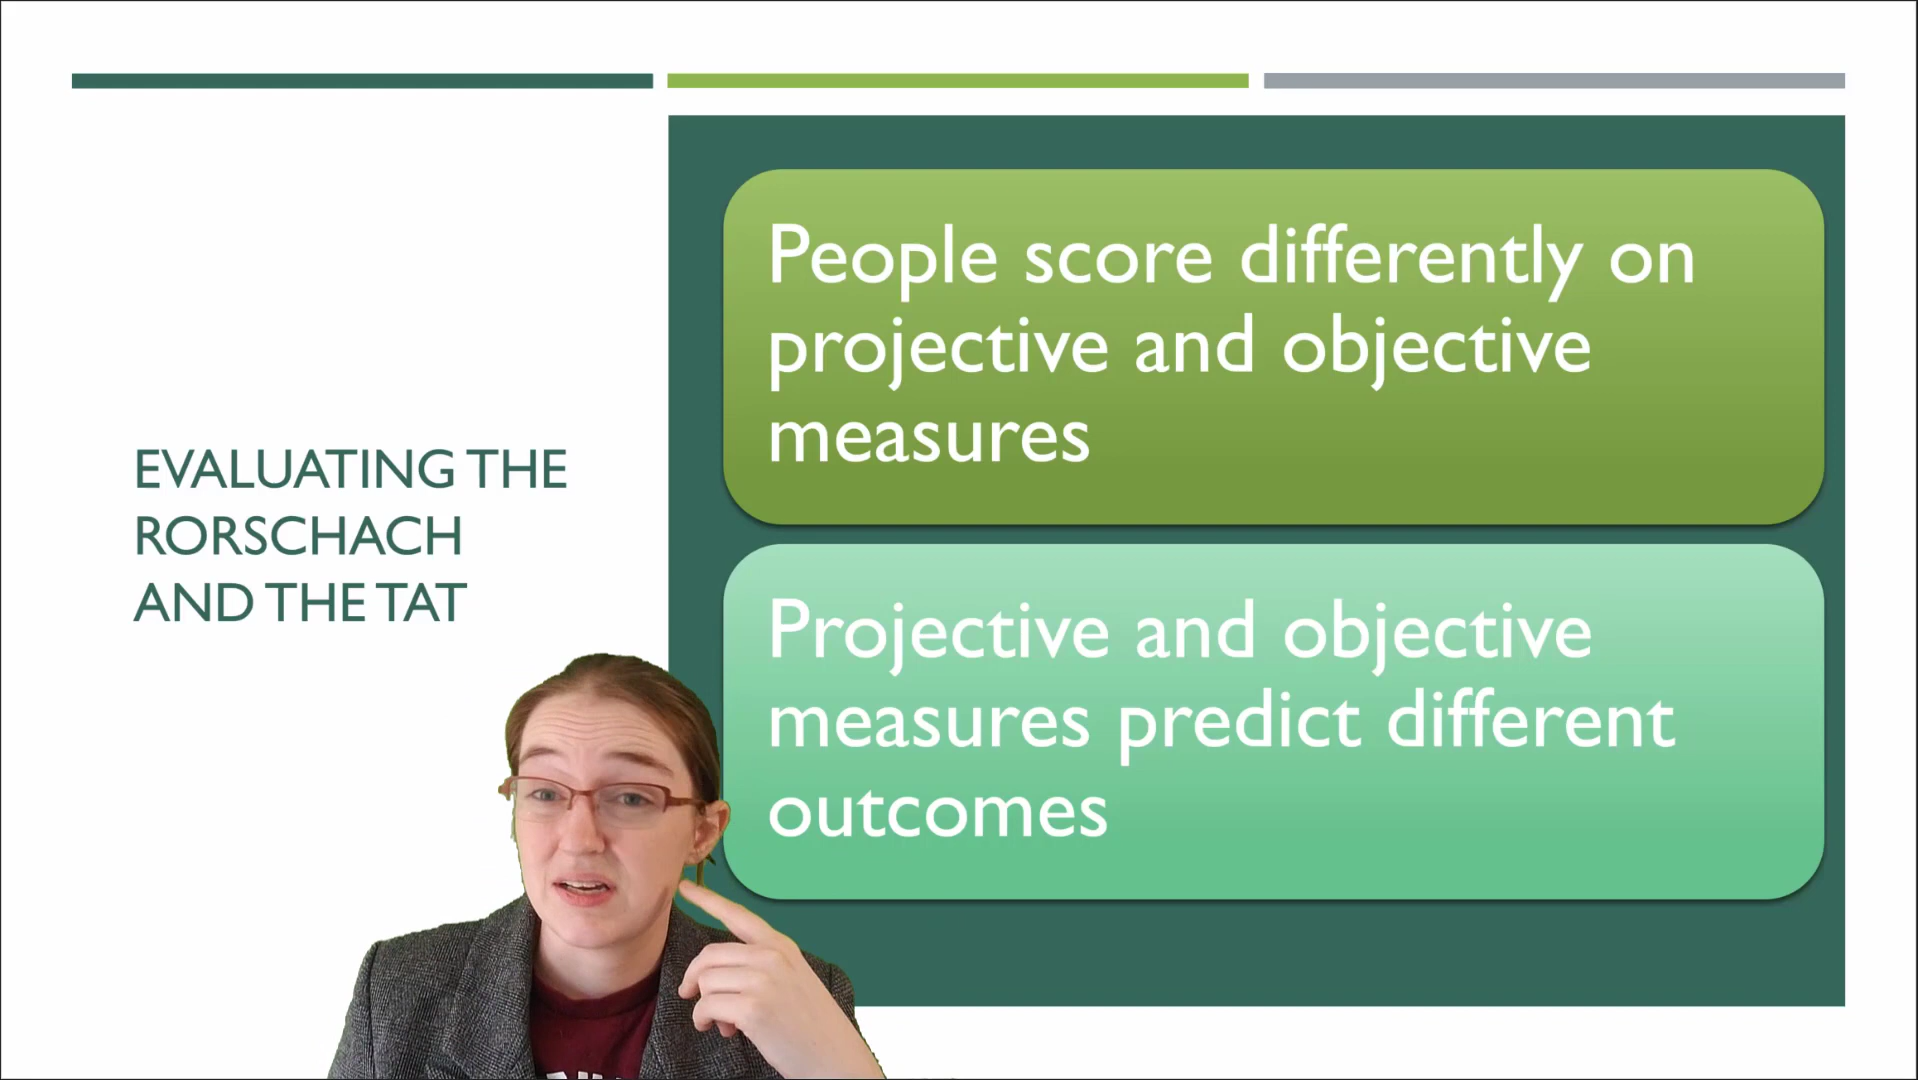 EVALUATING THE
RORSCHACH
AND THE TAT
People score differently on
projective and objective
measures
Projective and objective
measures predict different
outcomes